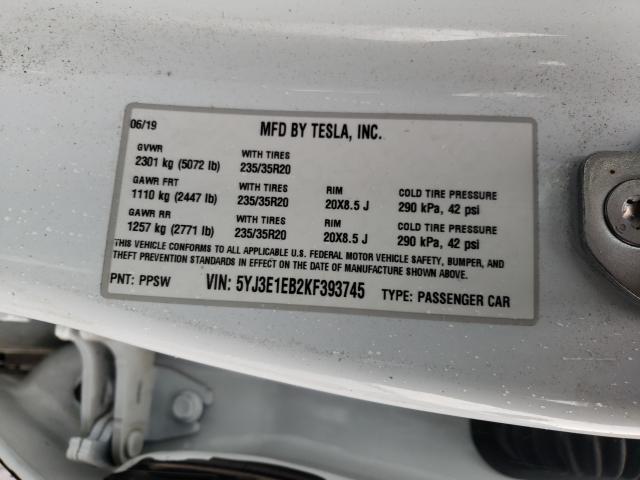 06/19 MFD BY TESLA, INC.
GVWR WITH TIRES
2301 kg (5072 lb) 235/35R20
GAWR FRT WITH TIRES RIM COLD TIRE PRESSURE
1110 kg (2447 lb) 235/35R20 20X8.5 J 290 kPa, 42 psi
GAWR RR WITH TIRES RIM COLD TIRE PRESSURE
1257 kg (2771 lb) 235/35R20 20X8.5 J 290 kPa, 42 psi
THIS VEHICLE CONFORMS TO ALL APPLICABLE U.S. FEDERAL MOTOR VEHICLE SAFETY, BUMPER, AND
THEFT PREVENTION STANDARDS IN EFFECT ON THE DATE OF MANUFACTURE SHOWN ABOVE.
PNT: PPSW VIN: 5YJ3E1EB2KF393745 TYPE: PASSENGER CAR